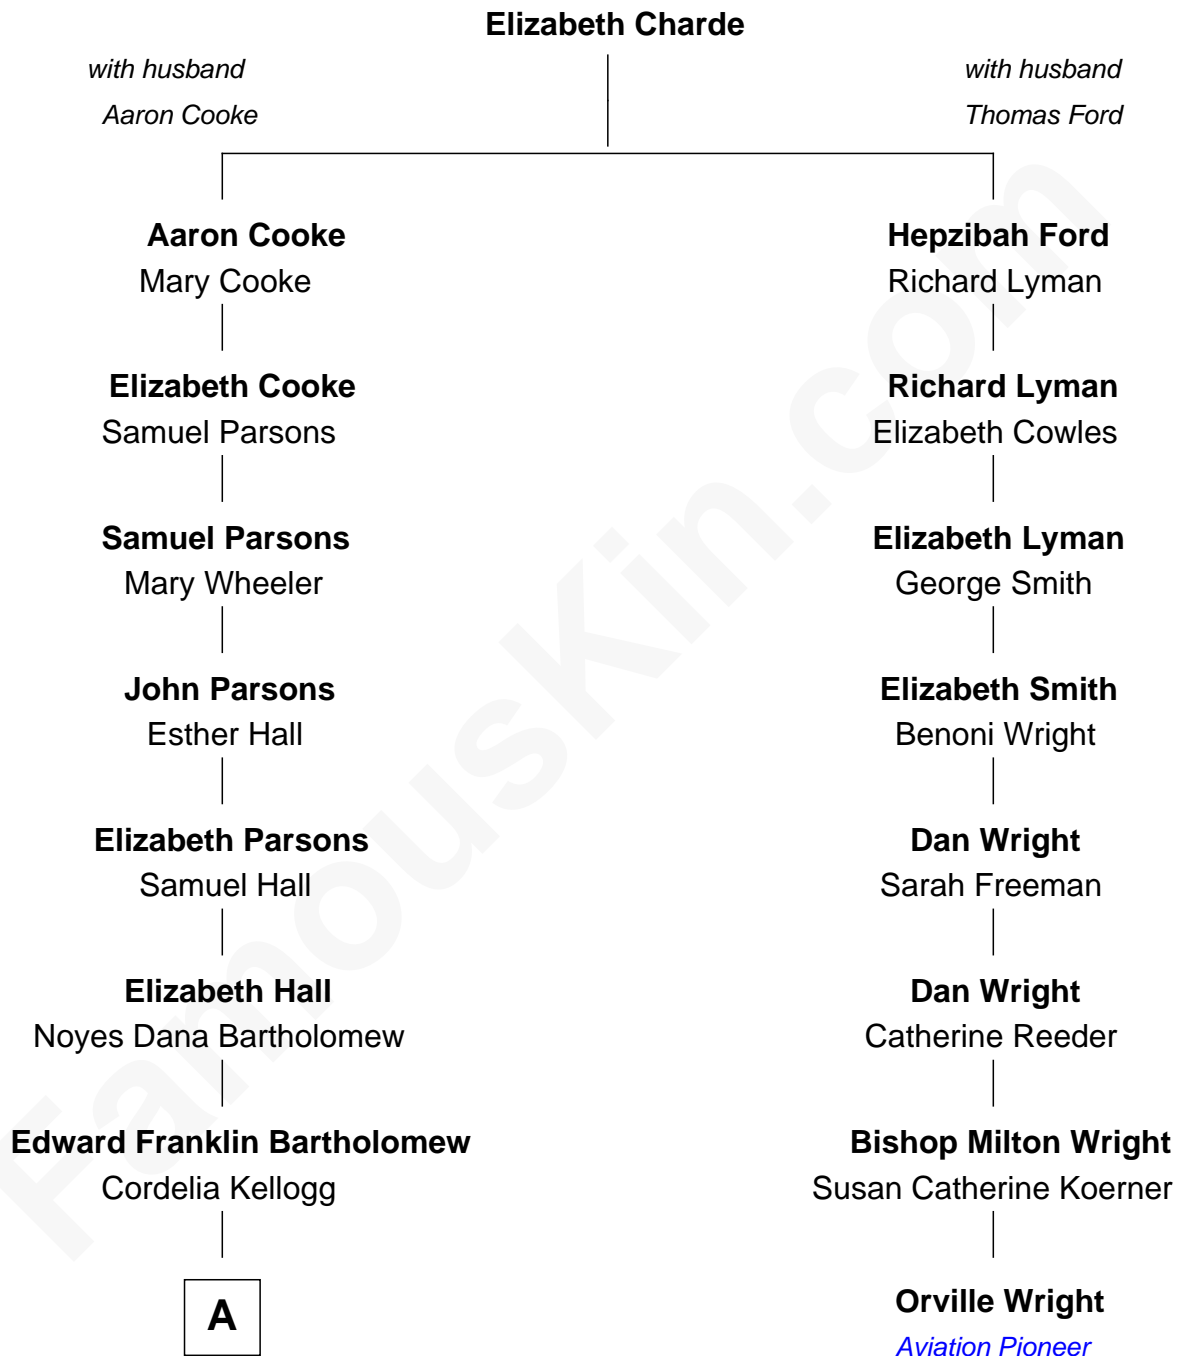 Elizabeth Charde
with husband
Aaron Cooke
with husband
Thomas Ford
Aaron Cooke
Mary Cooke
Hepzibah Ford
Richard Lyman
Elizabeth Cooke
Samuel Parsons
Richard Lyman
Elizabeth Cowles
Samuel Parsons
Mary Wheeler
Elizabeth Lyman
George Smith
John Parsons
Esther Hall
Elizabeth Smith
Benoni Wright
Elizabeth Parsons
Samuel Hall
Dan Wright
Sarah Freeman
Elizabeth Hall
Noyes Dana Bartholomew
Dan Wright
Catherine Reeder
Edward Franklin Bartholomew
Cordelia Kellogg
Bishop Milton Wright
Susan Catherine Koerner
A
Orville Wright
Aviation Pioneer
FamousKin.com